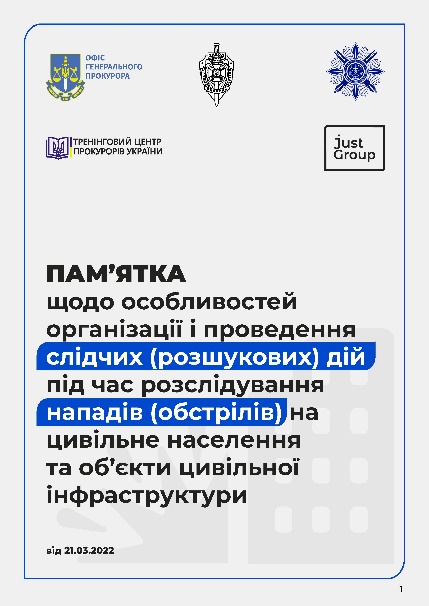 ОФІС
ГЕНЕРАЛЬНОГО
ПРОКУРОРА
ТРЕНІНГОВИЙ ЦЕНТР
ПРОКУРОРІВ УКРАЇНИ
just
Group
ПАМ’ЯТКА
щодо особливостей
організації і проведення
слідчих (розшукових) дій
під час розслідування
нападів (обстрілів) на
цивільне населення
та об’єкти цивільної
інфраструктури
від 21.03.2022
1